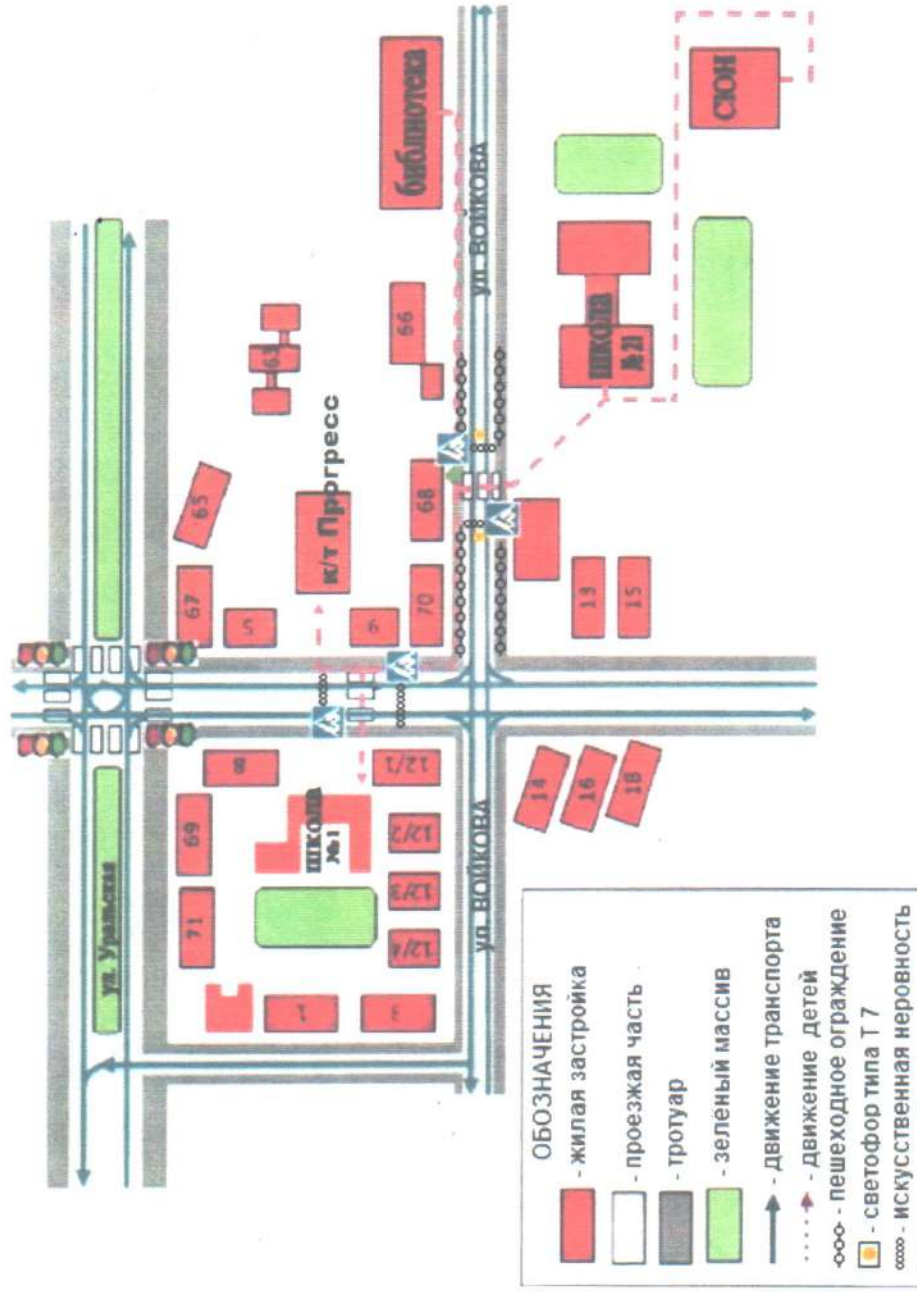 ул. Уральская
71
69
8
1
3
ШКОЛА
№1
12/4
12/3
12/2
12/1
67
65
5
63
к/т Прогресс
9
70
68
66
библиотека
ул. ВОЙКОВА
ул. ВОЙКОВА
14
16
18
13
15
ШКОЛА
№21
СЮН
ОБОЗНАЧЕНИЯ
- жилая застройка
- проезжая часть
- тротуар
- зеленый массив
- движение транспорта
- движение детей
- пешеходное ограждение
- светофор типа Т 7
- искусственная неровность